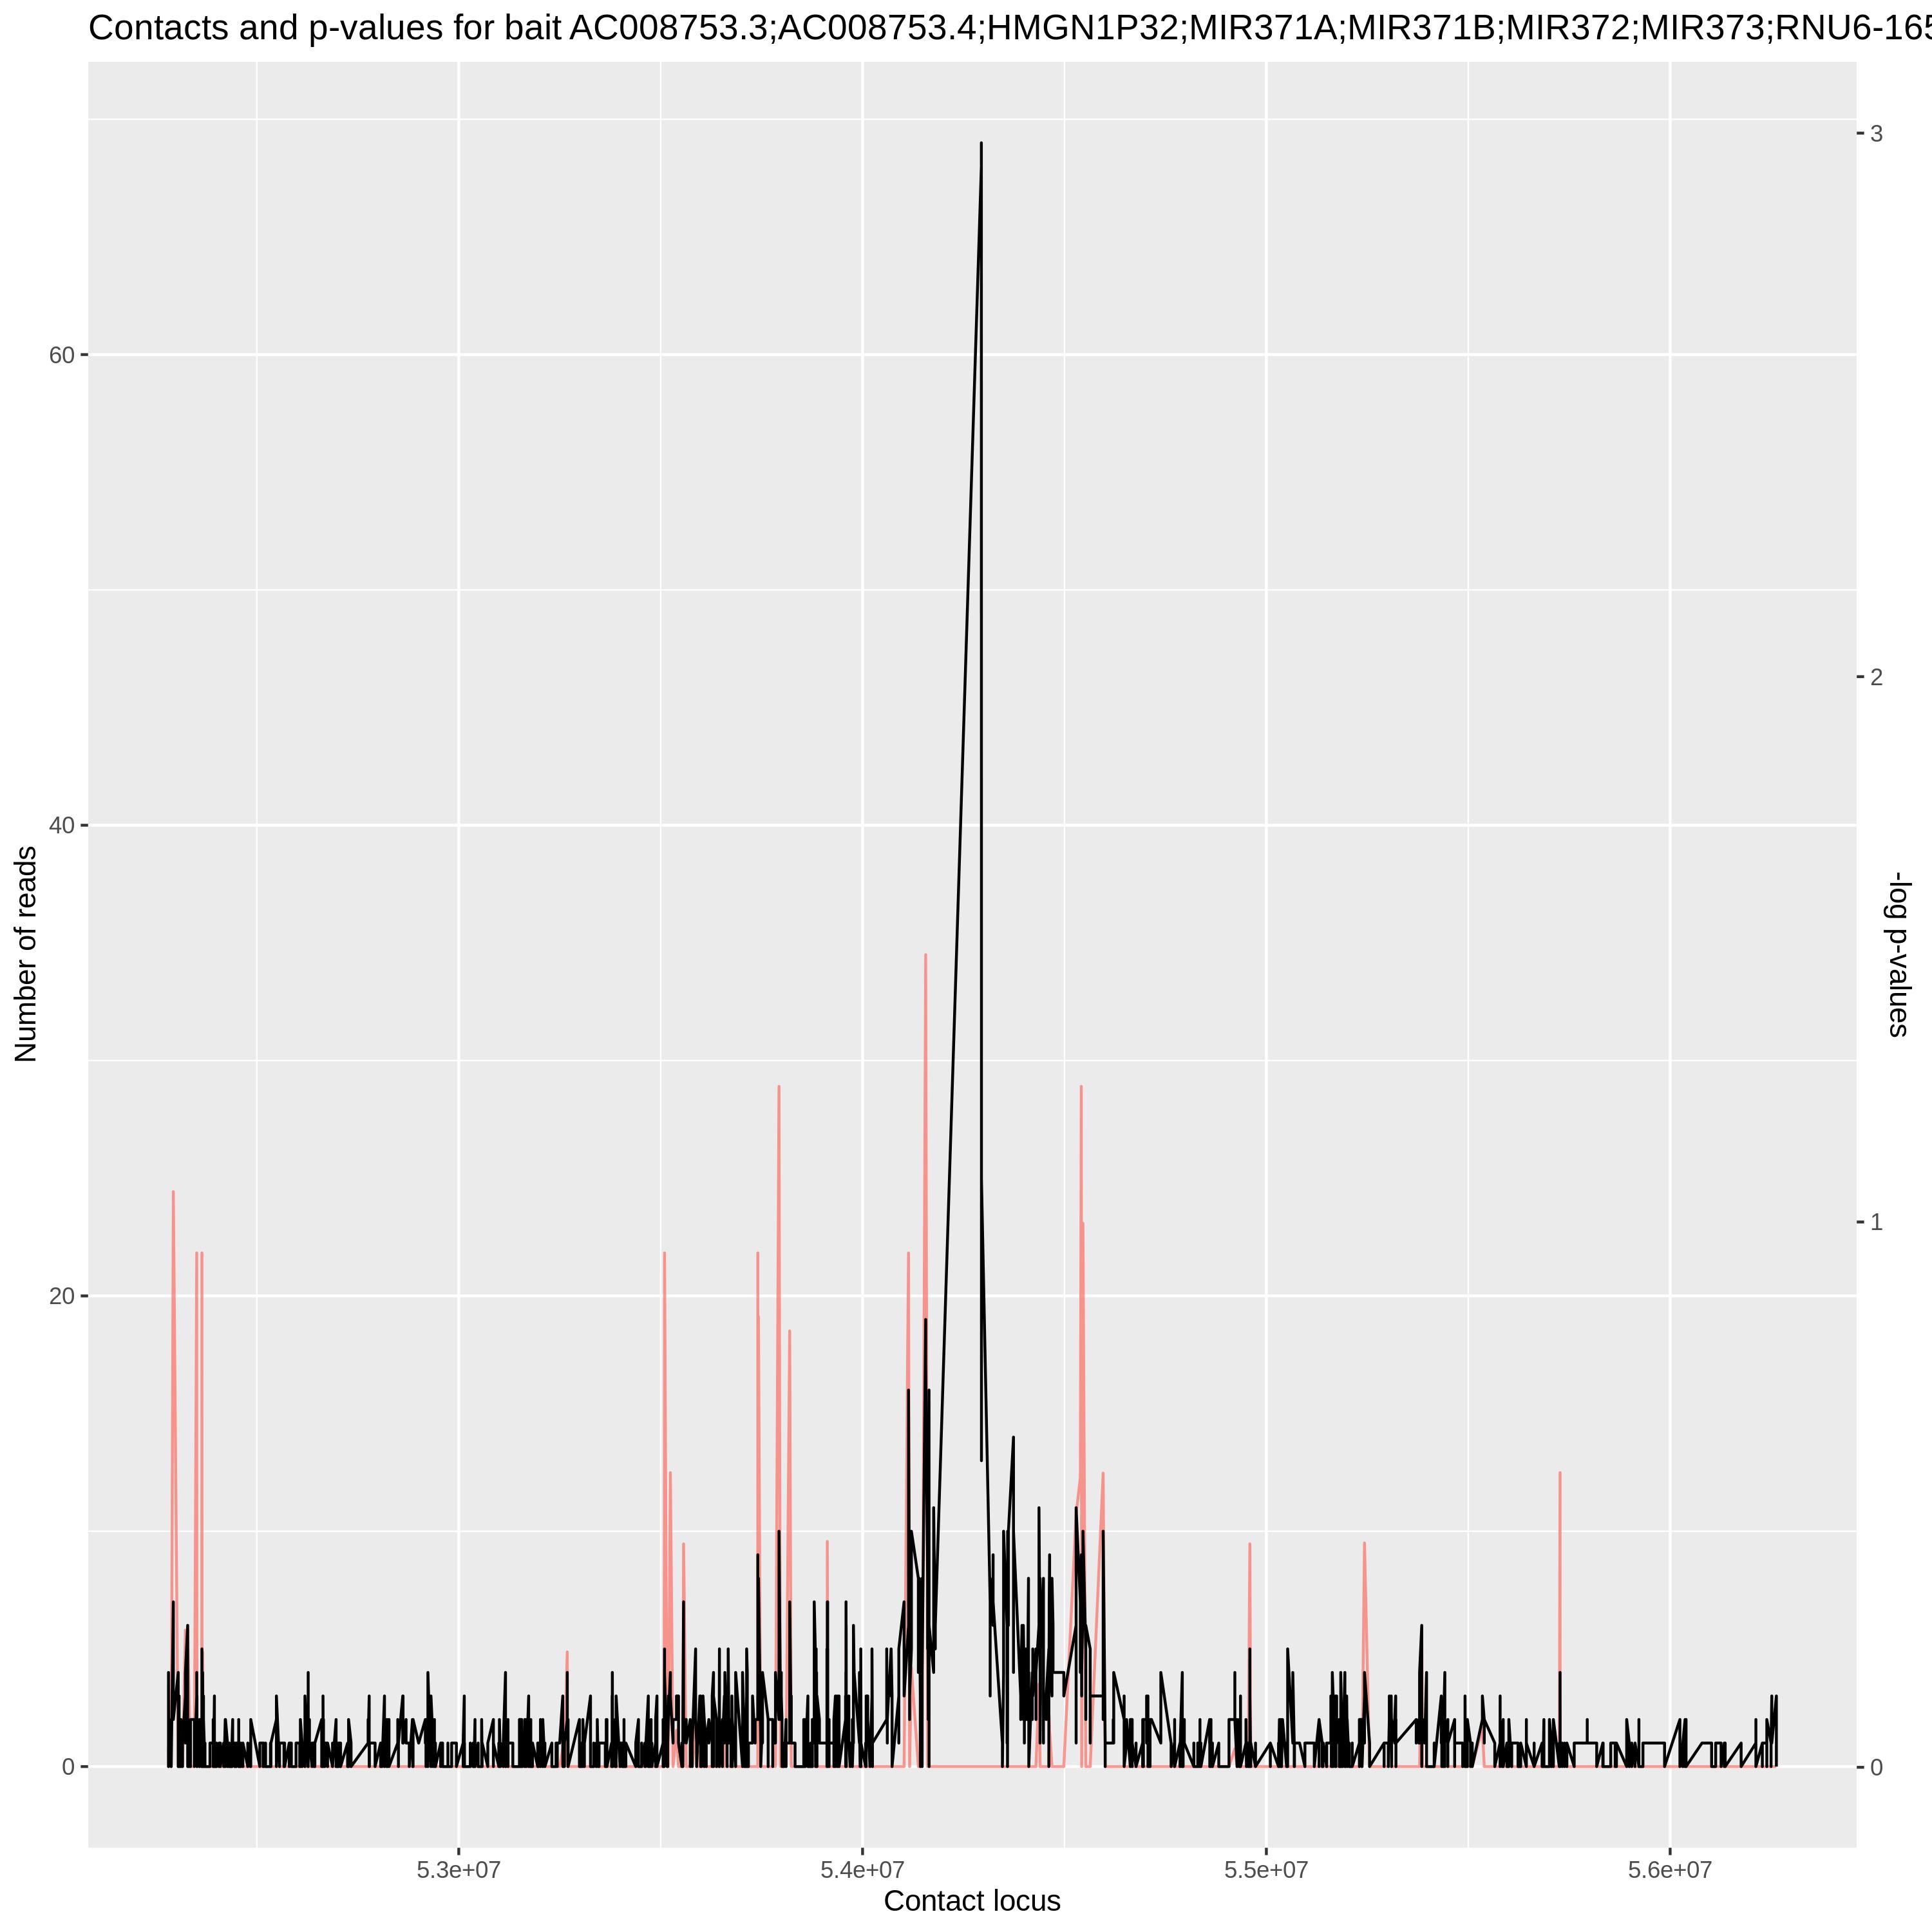 Contacts and p-values for bait AC008753.3;AC008753.4;HMGN1P32;MIR371A;MIR371B;MIR372;MIR373;RNU6-165
60
40
20
0
3
2
1
0
Number of reads
-log p-values
5.3e+07
5.4e+07
5.5e+07
5.6e+07
Contact locus